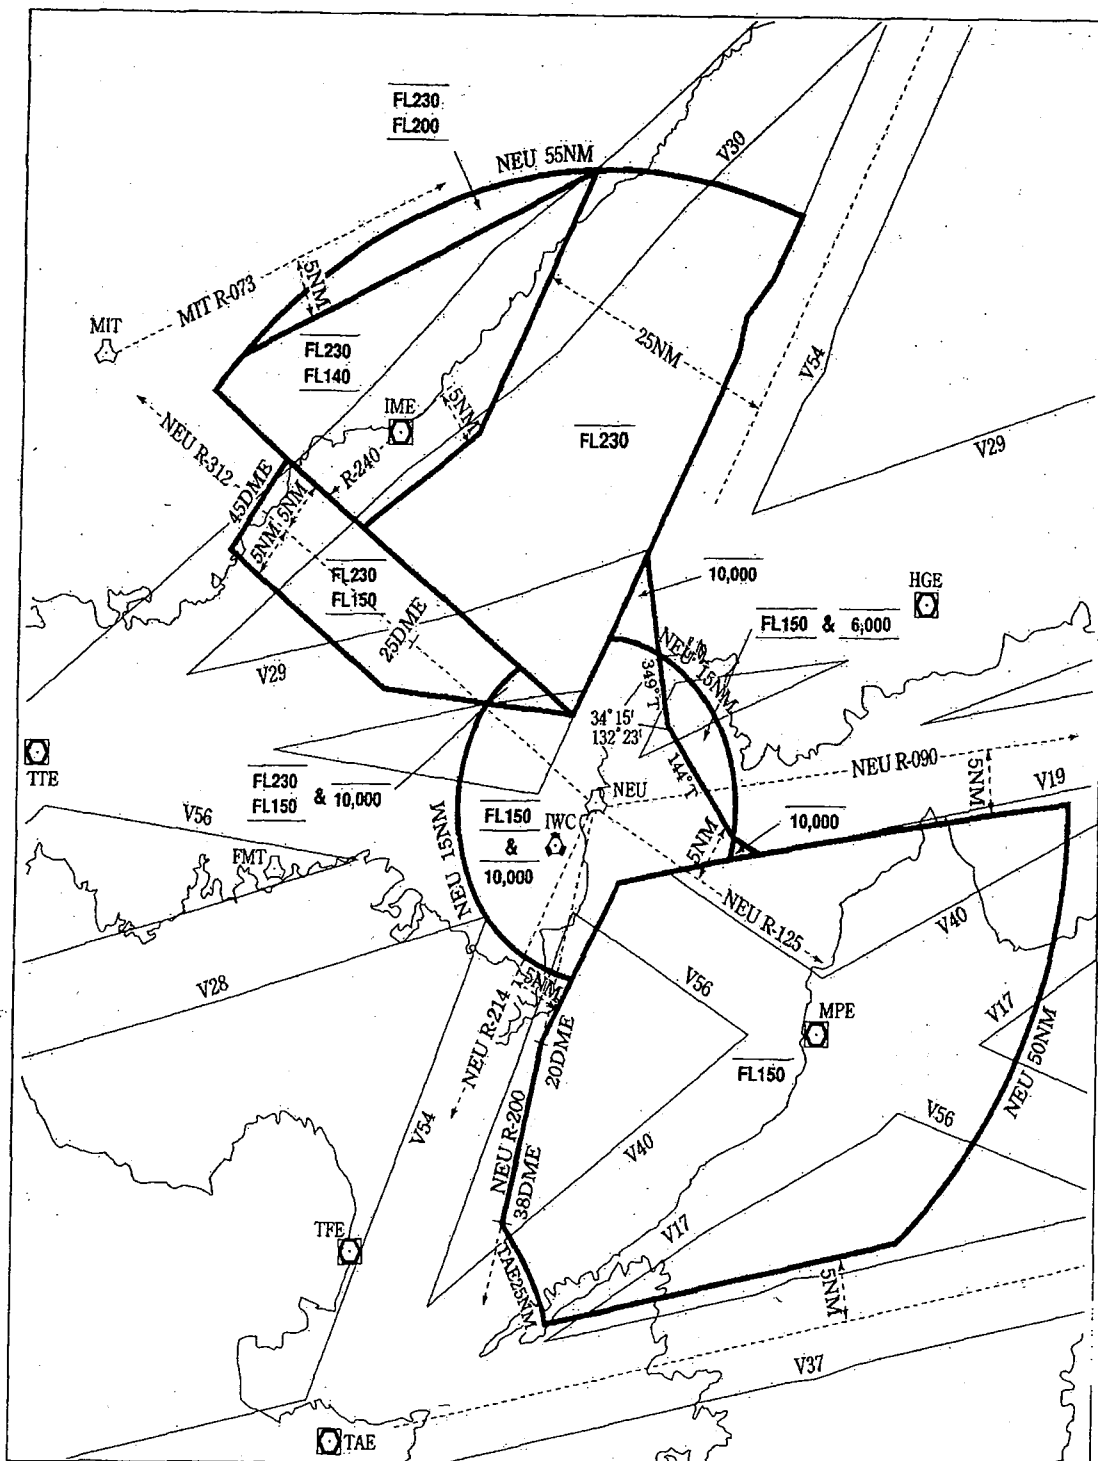 FL230
FL200
NEU 55NM
V30
MIT R-073
5NM
MIT
FL230
FL140
25NM
V54
NEU R-312
IME
5NM
FL230
V29
45DME
R-240
5NM
5NM
FL230
FL150
10,000
HGE
25DME
FL150 & 6,000
NEU 15NM
349°T
V29
34°15′
132°23′
144°T
TTE
NEU R-090
5NM
V19
FL230
FL150 & 10,000
NEU
V56
NEU 15NM
FL150
&
10,000
IWC
10,000
5NM
FMT
NEU R-125
V40
V28
5NM
V56
V17
NEU R-214
MPE
20DME
FL150
NEU 50NM
V54
NEU R-200
V40
V56
38DME
V17
TFE
TAE25NM
5NM
V37
TAE